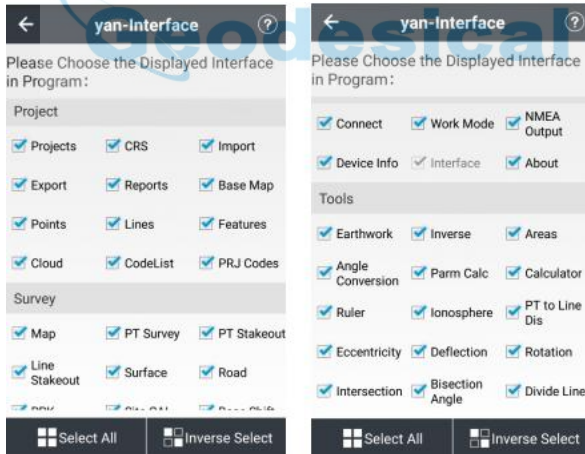 Geodesical
yan-Interface ?
Please Choose the Displayed Interface
in Program:
Project
Projects CRS Import
Export Reports Base Map
Points Lines Features
Cloud CodeList PRJ Codes
Survey
Map PT Survey PT Stakeout
Line
Stakeout Surface Road
Select All Inverse Select
yan-Interface ?
Please Choose the Displayed Interface
in Program:
Connect Work Mode NMEA
Output
Device Info Interface About
Tools
Earthwork Inverse Areas
Angle
Conversion Parm Calc Calculator
Ruler Ionosphere PT to Line
Dis
Eccentricity Deflection Rotation
Intersection Bisection
Angle Divide Line
Select All Inverse Select